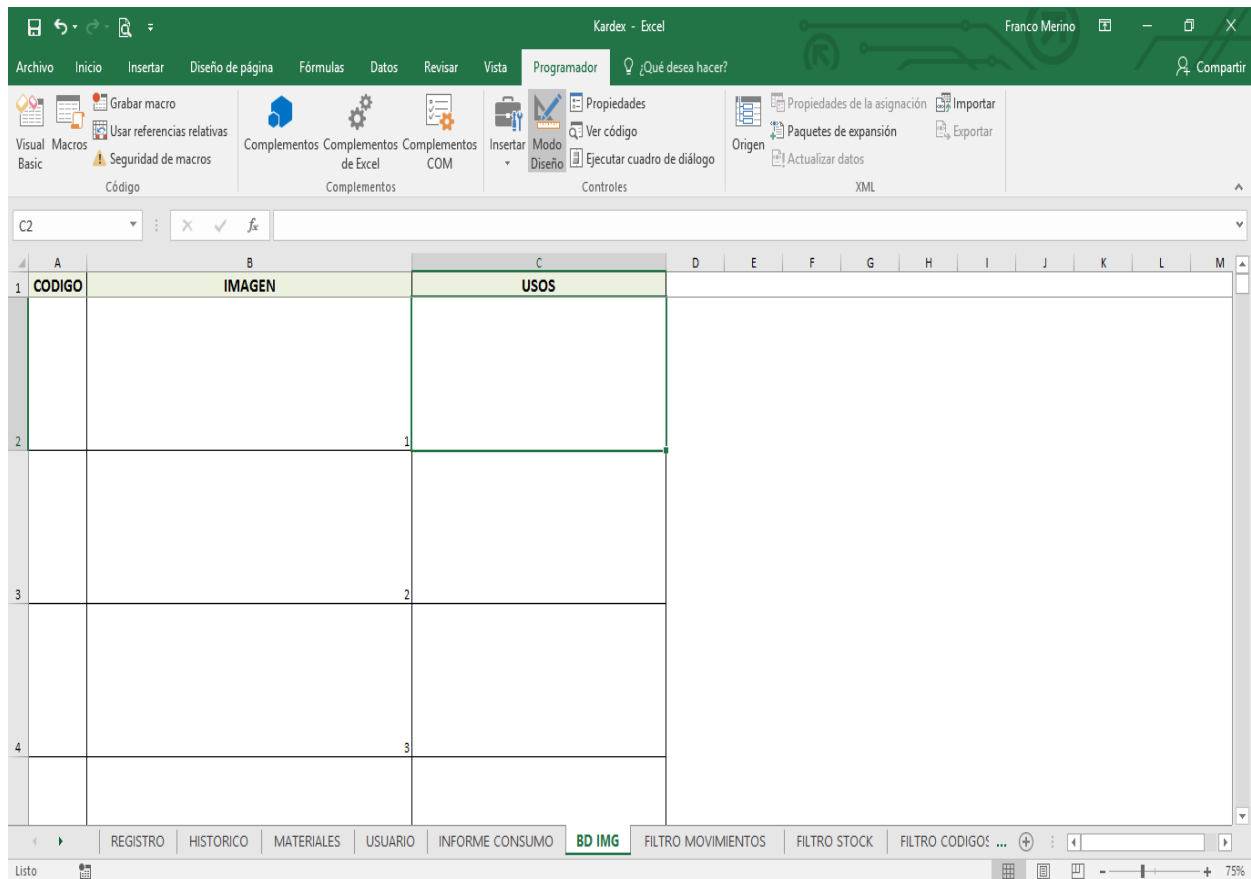 Kardex - Excel
Franco Merino
Archivo Inicio Insertar Diseño de página Fórmulas Datos Revisar Vista Programador ¿Qué desea hacer? Compartir
Visual Basic
Macros
Grabar macro
Usar referencias relativas
Seguridad de macros
Código
Complementos
Complementos de Excel
Complementos COM
Complementos
Insertar
Modo Diseño
Propiedades
Ver código
Ejecutar cuadro de diálogo
Controles
Origen
Propiedades de la asignación
Paquetes de expansión
Actualizar datos
Importar
Exportar
XML
C2
fx
A B C D E F G H I J K L M
1 CODIGO IMAGEN USOS
2 1
3 2
4 3
REGISTRO HISTORICO MATERIALES USUARIO INFORME CONSUMO BD IMG FILTRO MOVIMIENTOS FILTRO STOCK FILTRO CODIGOS ...
Listo
75%